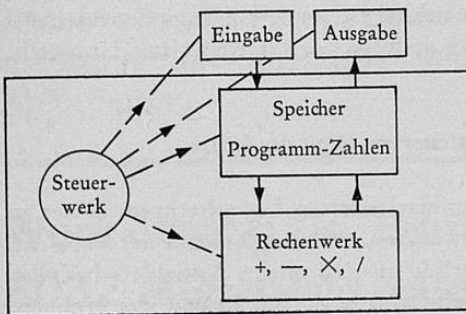 Eingabe
Ausgabe
Speicher
Programm-Zahlen
Steuer-
werk
Rechenwerk
+, —, ×, /